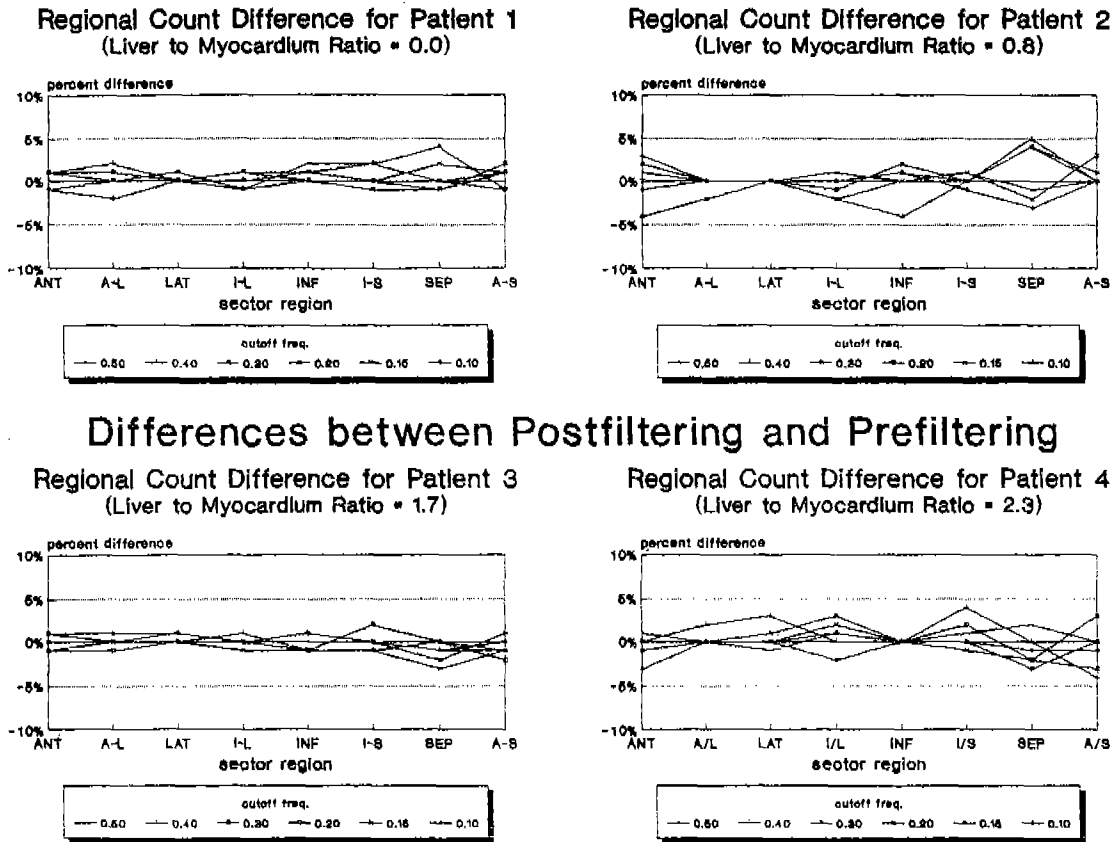 Regional Count Difference for Patient 1
(Liver to Myocardium Ratio = 0.0)
percent difference
10%
5%
0%
-5%
-10%
ANT A-L LAT I-L INF I-S SEP A-S
sector region
cutoff freq.
0.50 0.40 0.30 0.20 0.15 0.10
Regional Count Difference for Patient 2
(Liver to Myocardium Ratio = 0.8)
percent difference
10%
5%
0%
-5%
-10%
ANT A-L LAT I-L INF I-S SEP A-S
sector region
cutoff freq.
0.50 0.40 0.30 0.20 0.15 0.10
Differences between Postfiltering and Prefiltering
Regional Count Difference for Patient 3
(Liver to Myocardium Ratio = 1.7)
percent difference
10%
5%
0%
-5%
-10%
ANT A-L LAT I-L INF I-S SEP A-S
sector region
cutoff freq.
0.50 0.40 0.30 0.20 0.15 0.10
Regional Count Difference for Patient 4
(Liver to Myocardium Ratio = 2.3)
percent difference
10%
5%
0%
-5%
-10%
ANT A/L LAT I/L INF I/S SEP A/S
sector region
cutoff freq.
0.50 0.40 0.30 0.20 0.15 0.10